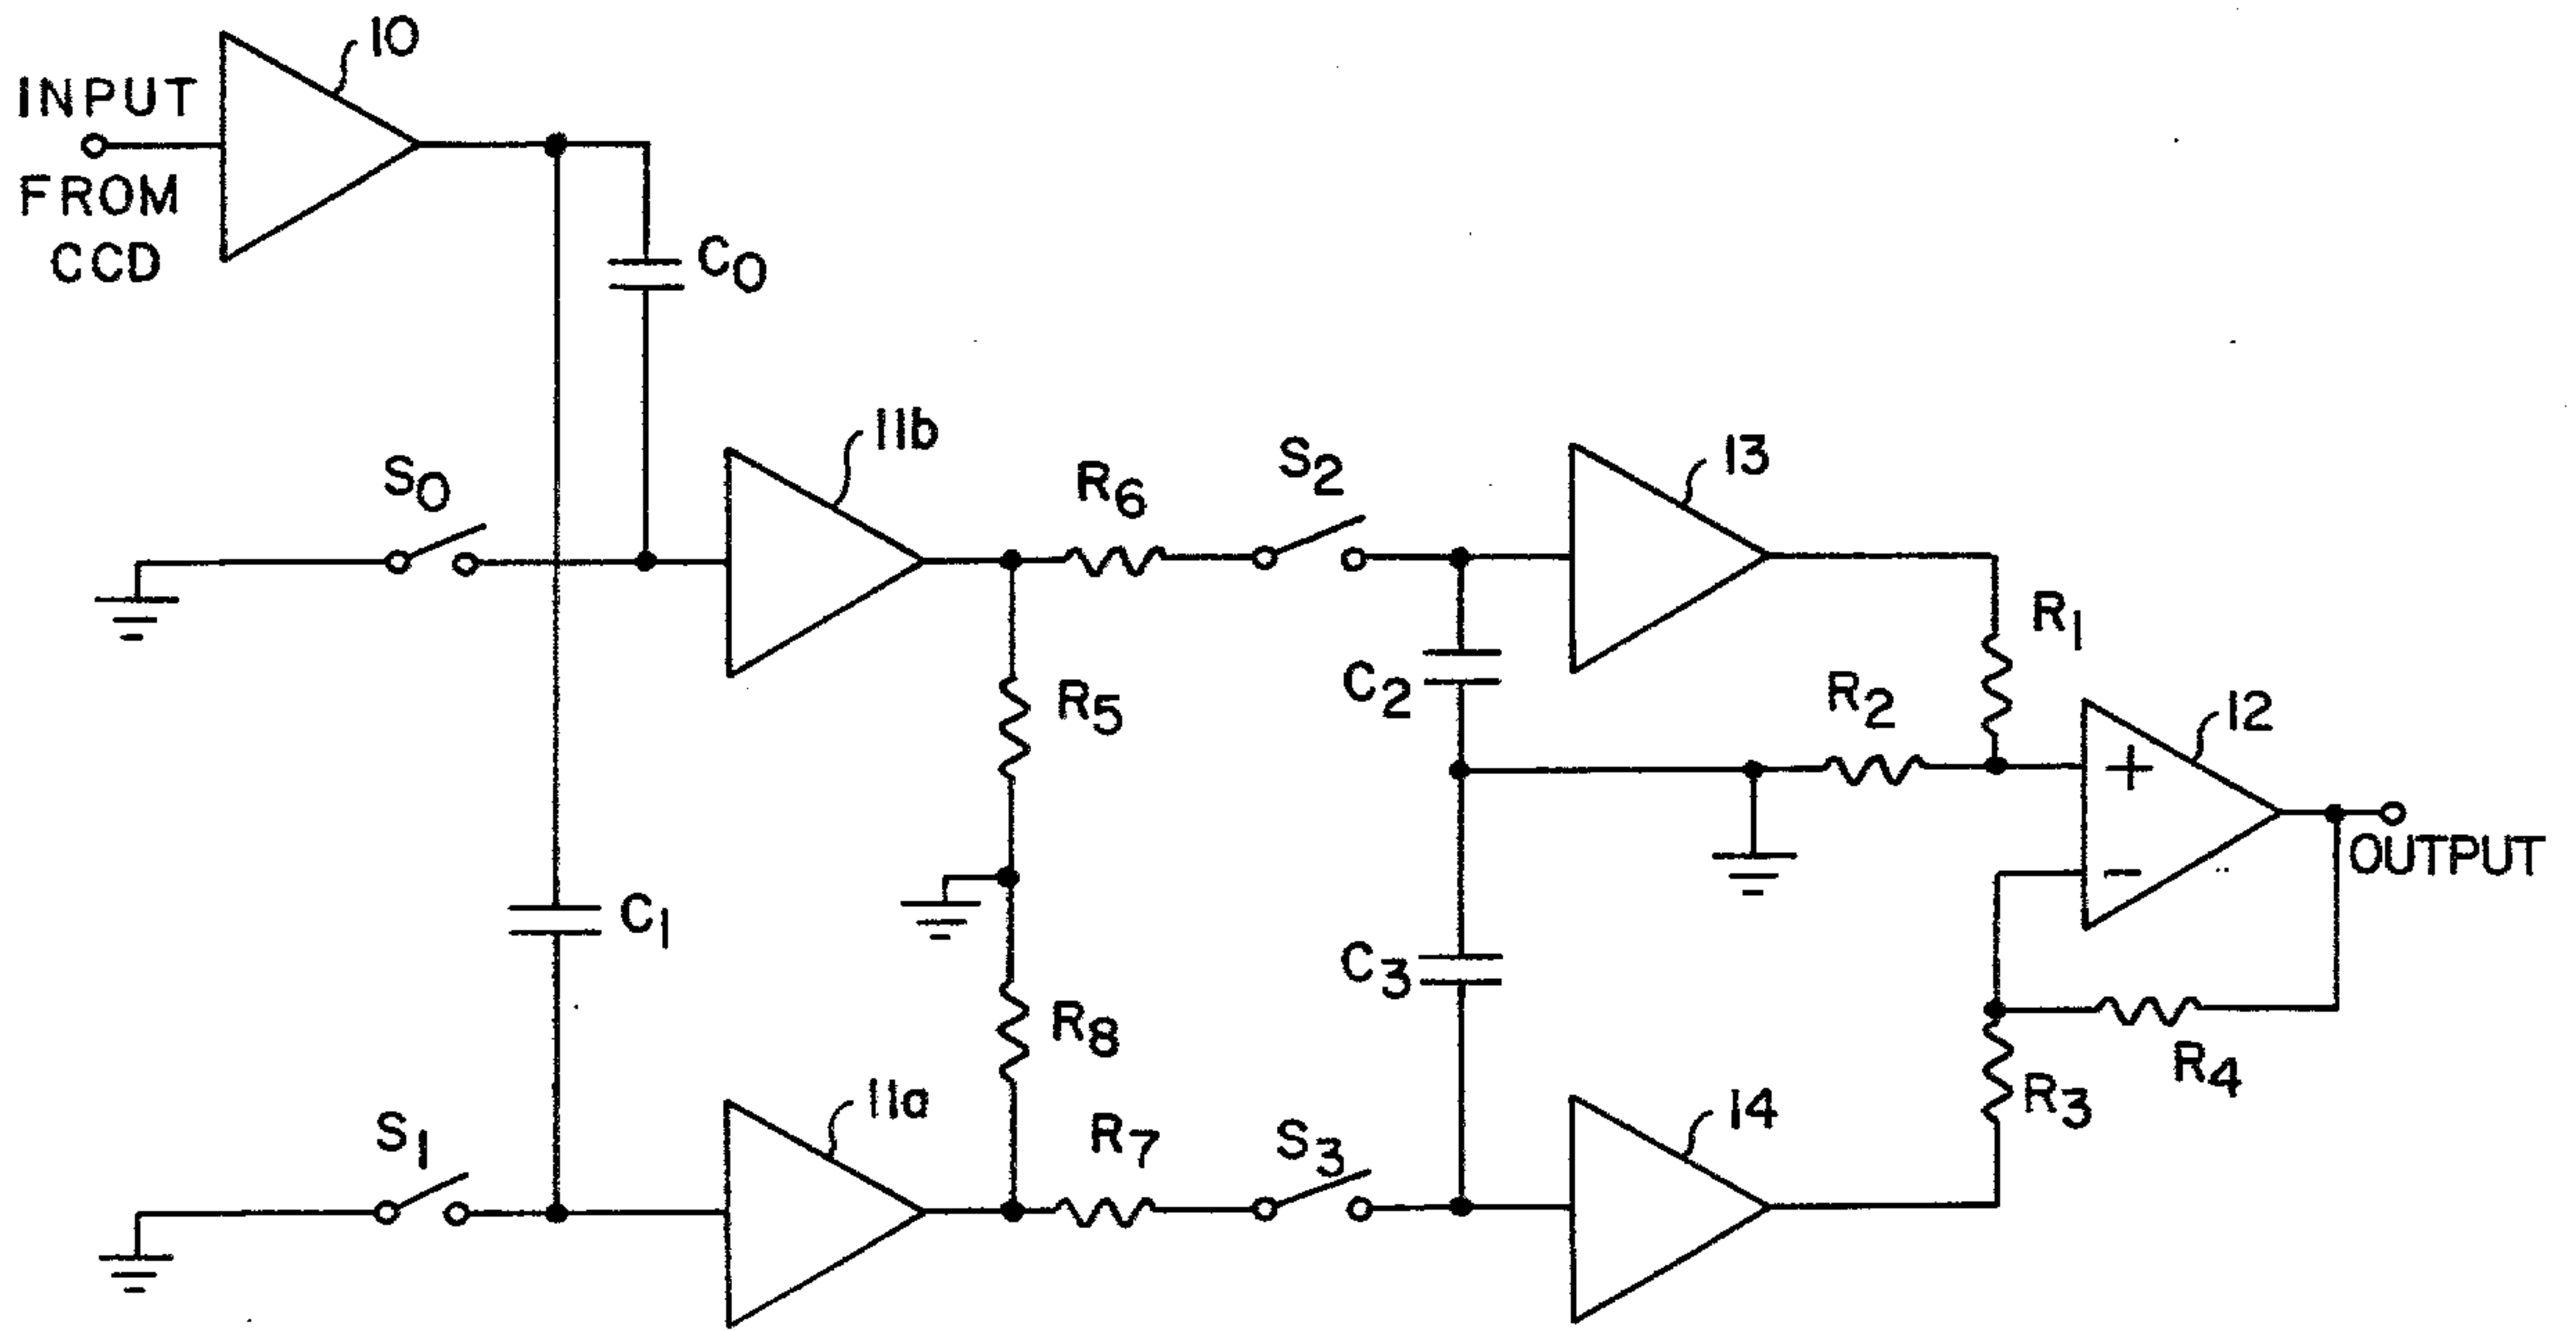 10
INPUT
FROM
CCD
C0
11b
S0
R6
S2
13
R1
R5
C2
R2
12
+
−
OUTPUT
C1
C3
R8
R4
R3
S1
11a
R7
S3
14